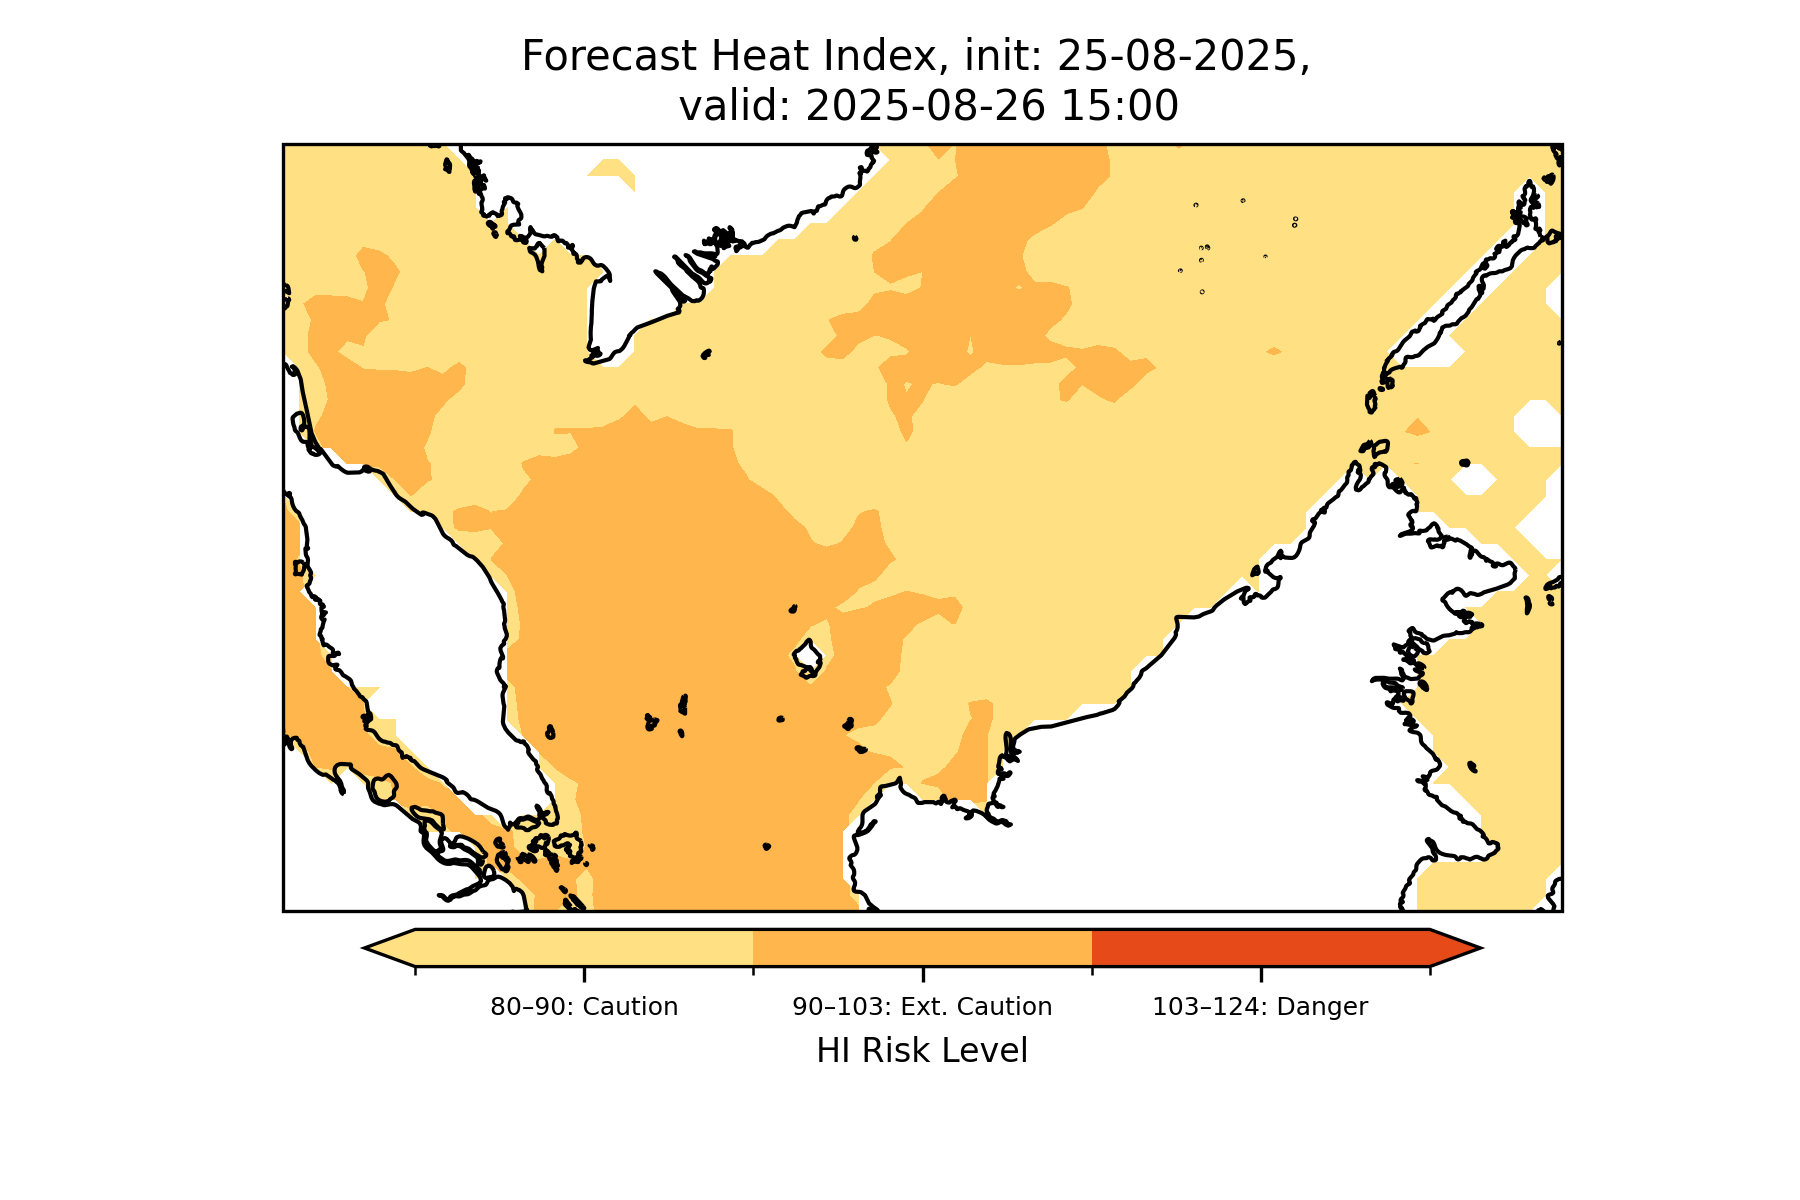 Forecast Heat Index, init: 25-08-2025,
valid: 2025-08-26 15:00
80–90: Caution
90–103: Ext. Caution
103–124: Danger
HI Risk Level